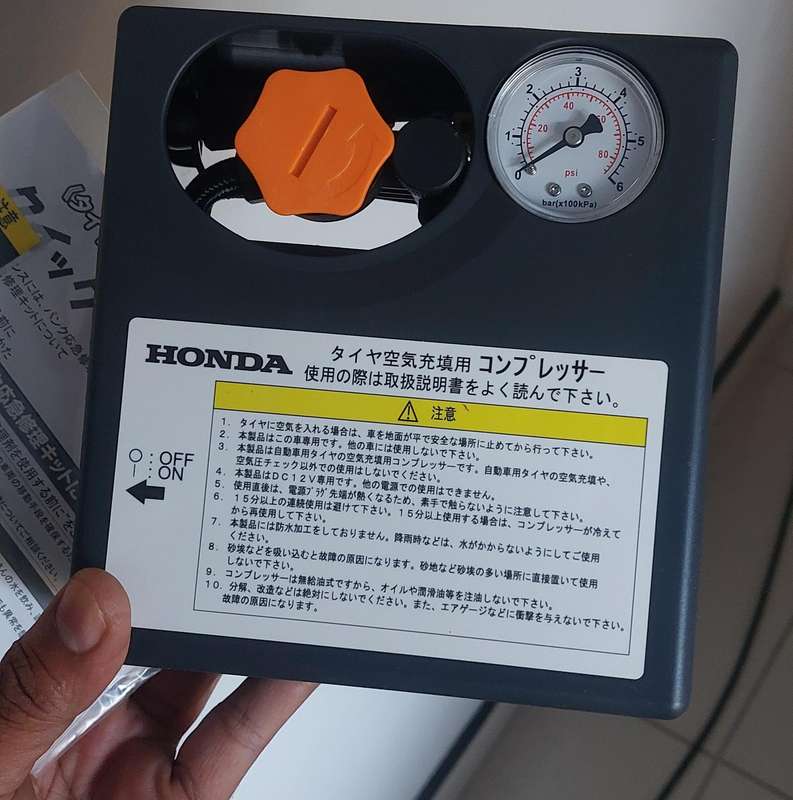 3
2 4
40
1 20 5
80
0 psi 6
bar(x100kPa)
注意
クイック
修理キットについて
HONDA タイヤ空気充填用 コンプレッサー
使用の際は取扱説明書をよく読んで下さい。
注意
○ : OFF
| : ON
1. タイヤに空気を入れる場合は、車を地面が平で安全な場所に止めてから行って下さい。
2. 本製品はこの車専用です。他の車には使用しないで下さい。
3. 本製品は自動車用タイヤの空気充填用コンプレッサーです。自動車用タイヤの空気充填や、
空気圧チェック以外での使用はしないでください。
4. 本製品はDC12V専用です。他の電源での使用はできません。
5. 使用直後は、電源プラグ先端が熱くなるため、素手で触らないように注意して下さい。
6. 15分以上の連続使用は避けて下さい。15分以上使用する場合は、コンプレッサーが冷えて
から再使用して下さい。
7. 本製品には防水加工をしておりません。降雨時などは、水がかからないようにしてご使用
ください。
8. 砂埃などを吸い込むと故障の原因になります。砂地など砂埃の多い場所に直接置いて使用
しないで下さい。
9. コンプレッサーは無給油式ですから、オイルや潤滑油等を注油しないで下さい。
10. 分解、改造などは絶対にしないでください。また、エアゲージなどに衝撃を与えないで下さい。
故障の原因になります。